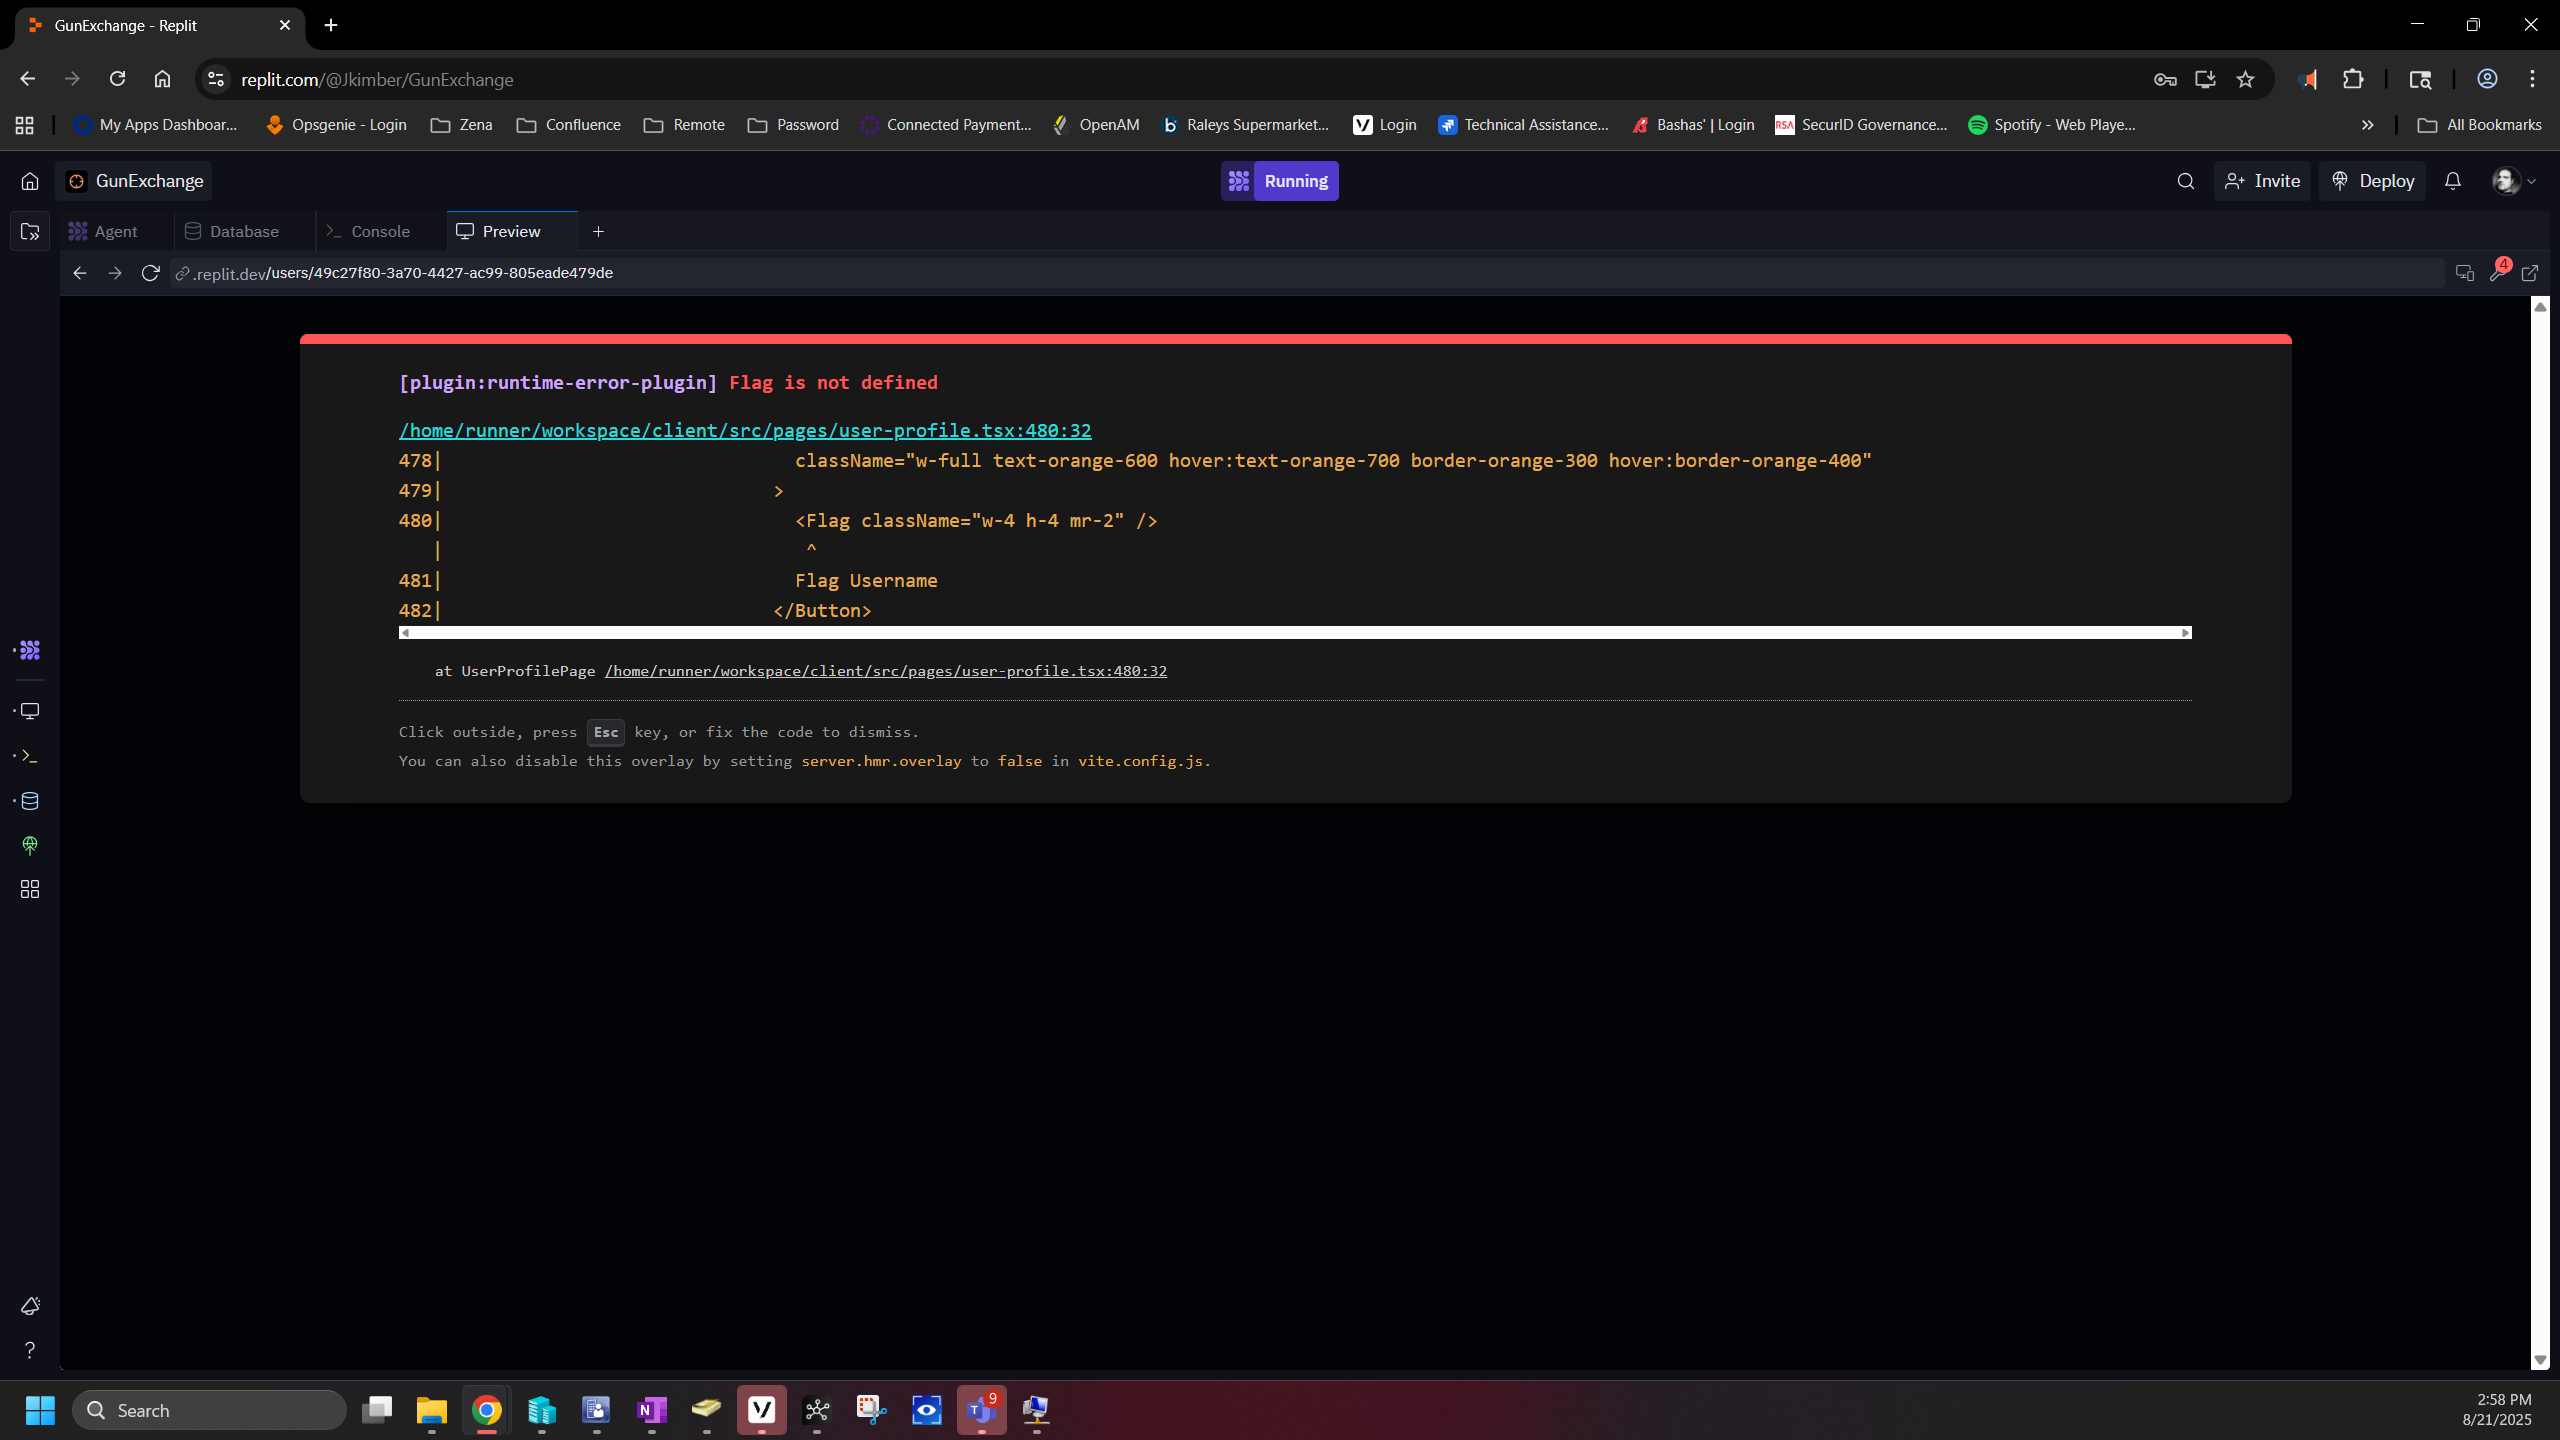 GunExchange - Replit
replit.com/@Jkimber/GunExchange
My Apps Dashboar...
Opsgenie - Login
Zena
Confluence
Remote
Password
Connected Payment...
OpenAM
Raleys Supermarket...
Login
Technical Assistance...
Bashas' | Login
RSA
SecurID Governance...
Spotify - Web Playe...
All Bookmarks
GunExchange
Running
Invite
Deploy
Agent
Database
Console
Preview
.replit.dev/users/49c27f80-3a70-4427-ac99-805eade479de
4
[plugin:runtime-error-plugin] Flag is not defined
/home/runner/workspace/client/src/pages/user-profile.tsx:480:32
478| className="w-full text-orange-600 hover:text-orange-700 border-orange-300 hover:border-orange-400"
479| >
480| <Flag className="w-4 h-4 mr-2" />
| ^
481| Flag Username
482| </Button>
at UserProfilePage /home/runner/workspace/client/src/pages/user-profile.tsx:480:32
Click outside, press Esc key, or fix the code to dismiss.
You can also disable this overlay by setting server.hmr.overlay to false in vite.config.js.
Search
9
2:58 PM
8/21/2025